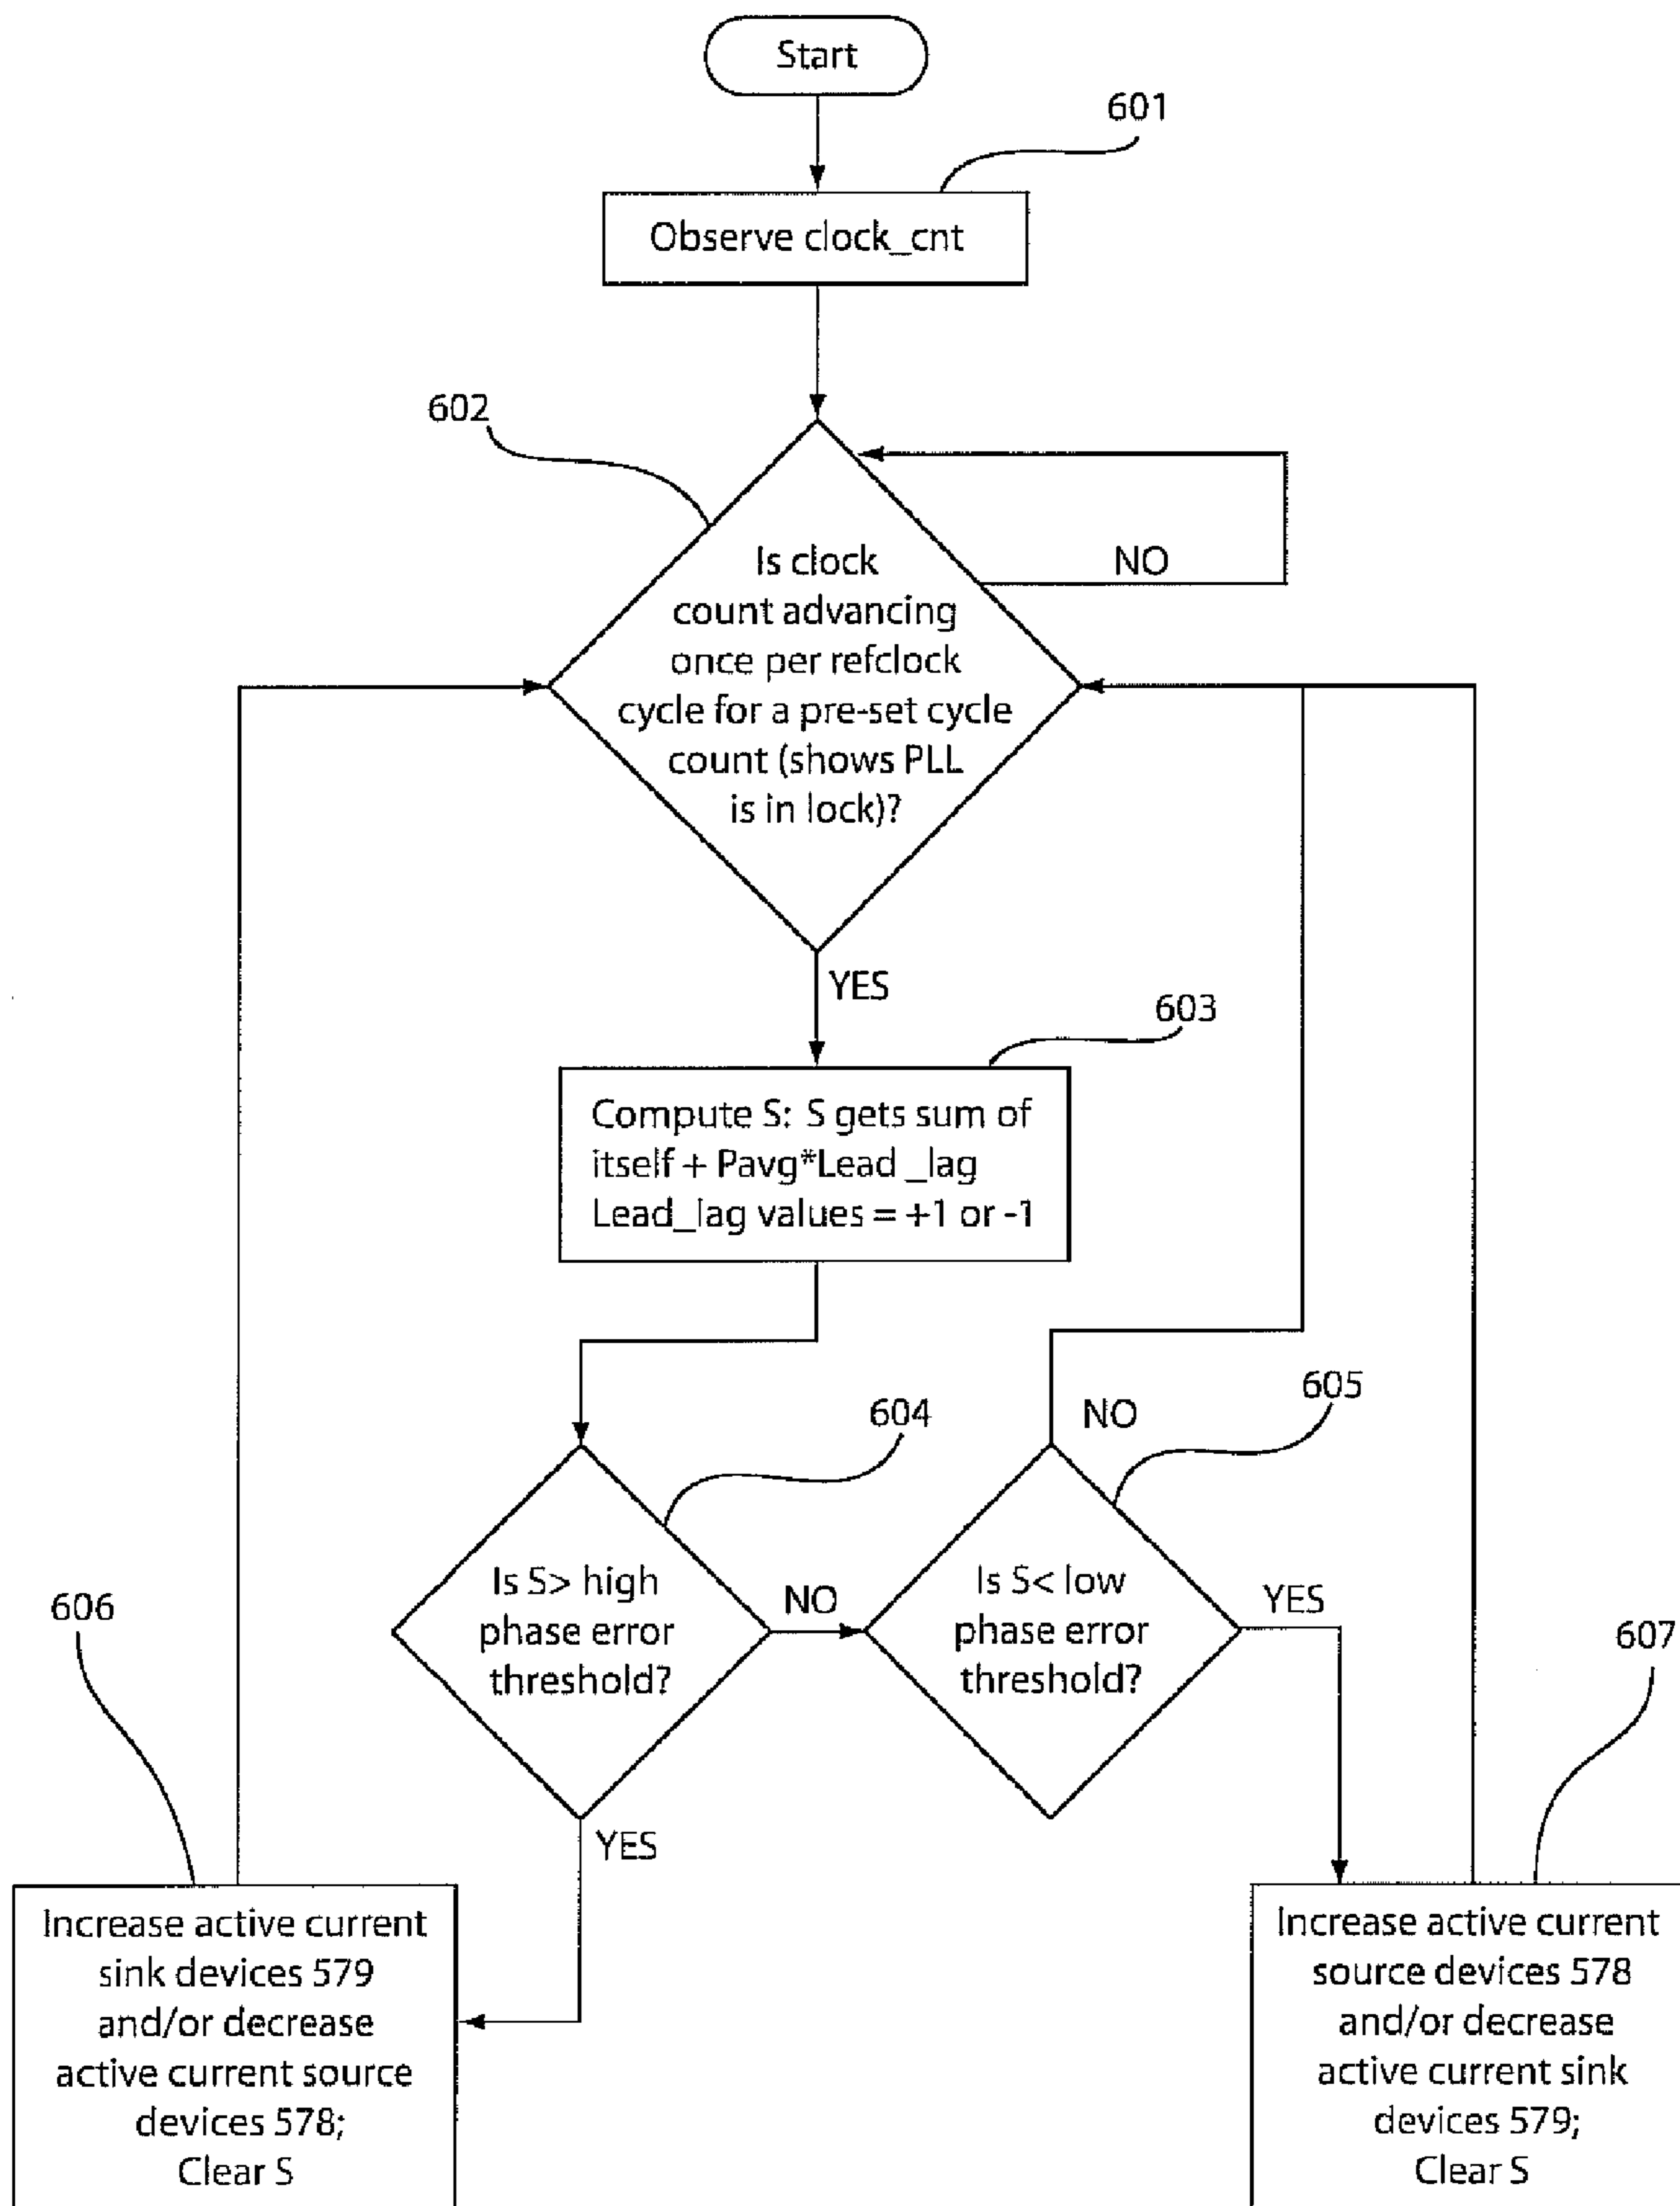 Start
601
Observe clock_cnt
602
Is clock
count advancing
once per refclock
cycle for a pre-set cycle
count (shows PLL
is in lock)?
NO
YES
603
Compute S: S gets sum of
itself + Pavg*Lead _lag
Lead_lag values = +1 or -1
604
Is S> high
phase error
threshold?
NO
YES
605
NO
Is S< low
phase error
threshold?
YES
606
Increase active current
sink devices 579
and/or decrease
active current source
devices 578;
Clear S
607
Increase active current
source devices 578
and/or decrease
active current sink
devices 579;
Clear S